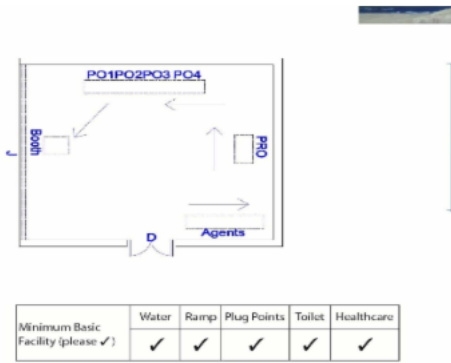 PO1PO2PO3 PO4
Booth
J
PRO
Agents
D
Minimum Basic Facility (please ✓) Water Ramp Plug Points Toilet Healthcare
✓ ✓ ✓ ✓ ✓